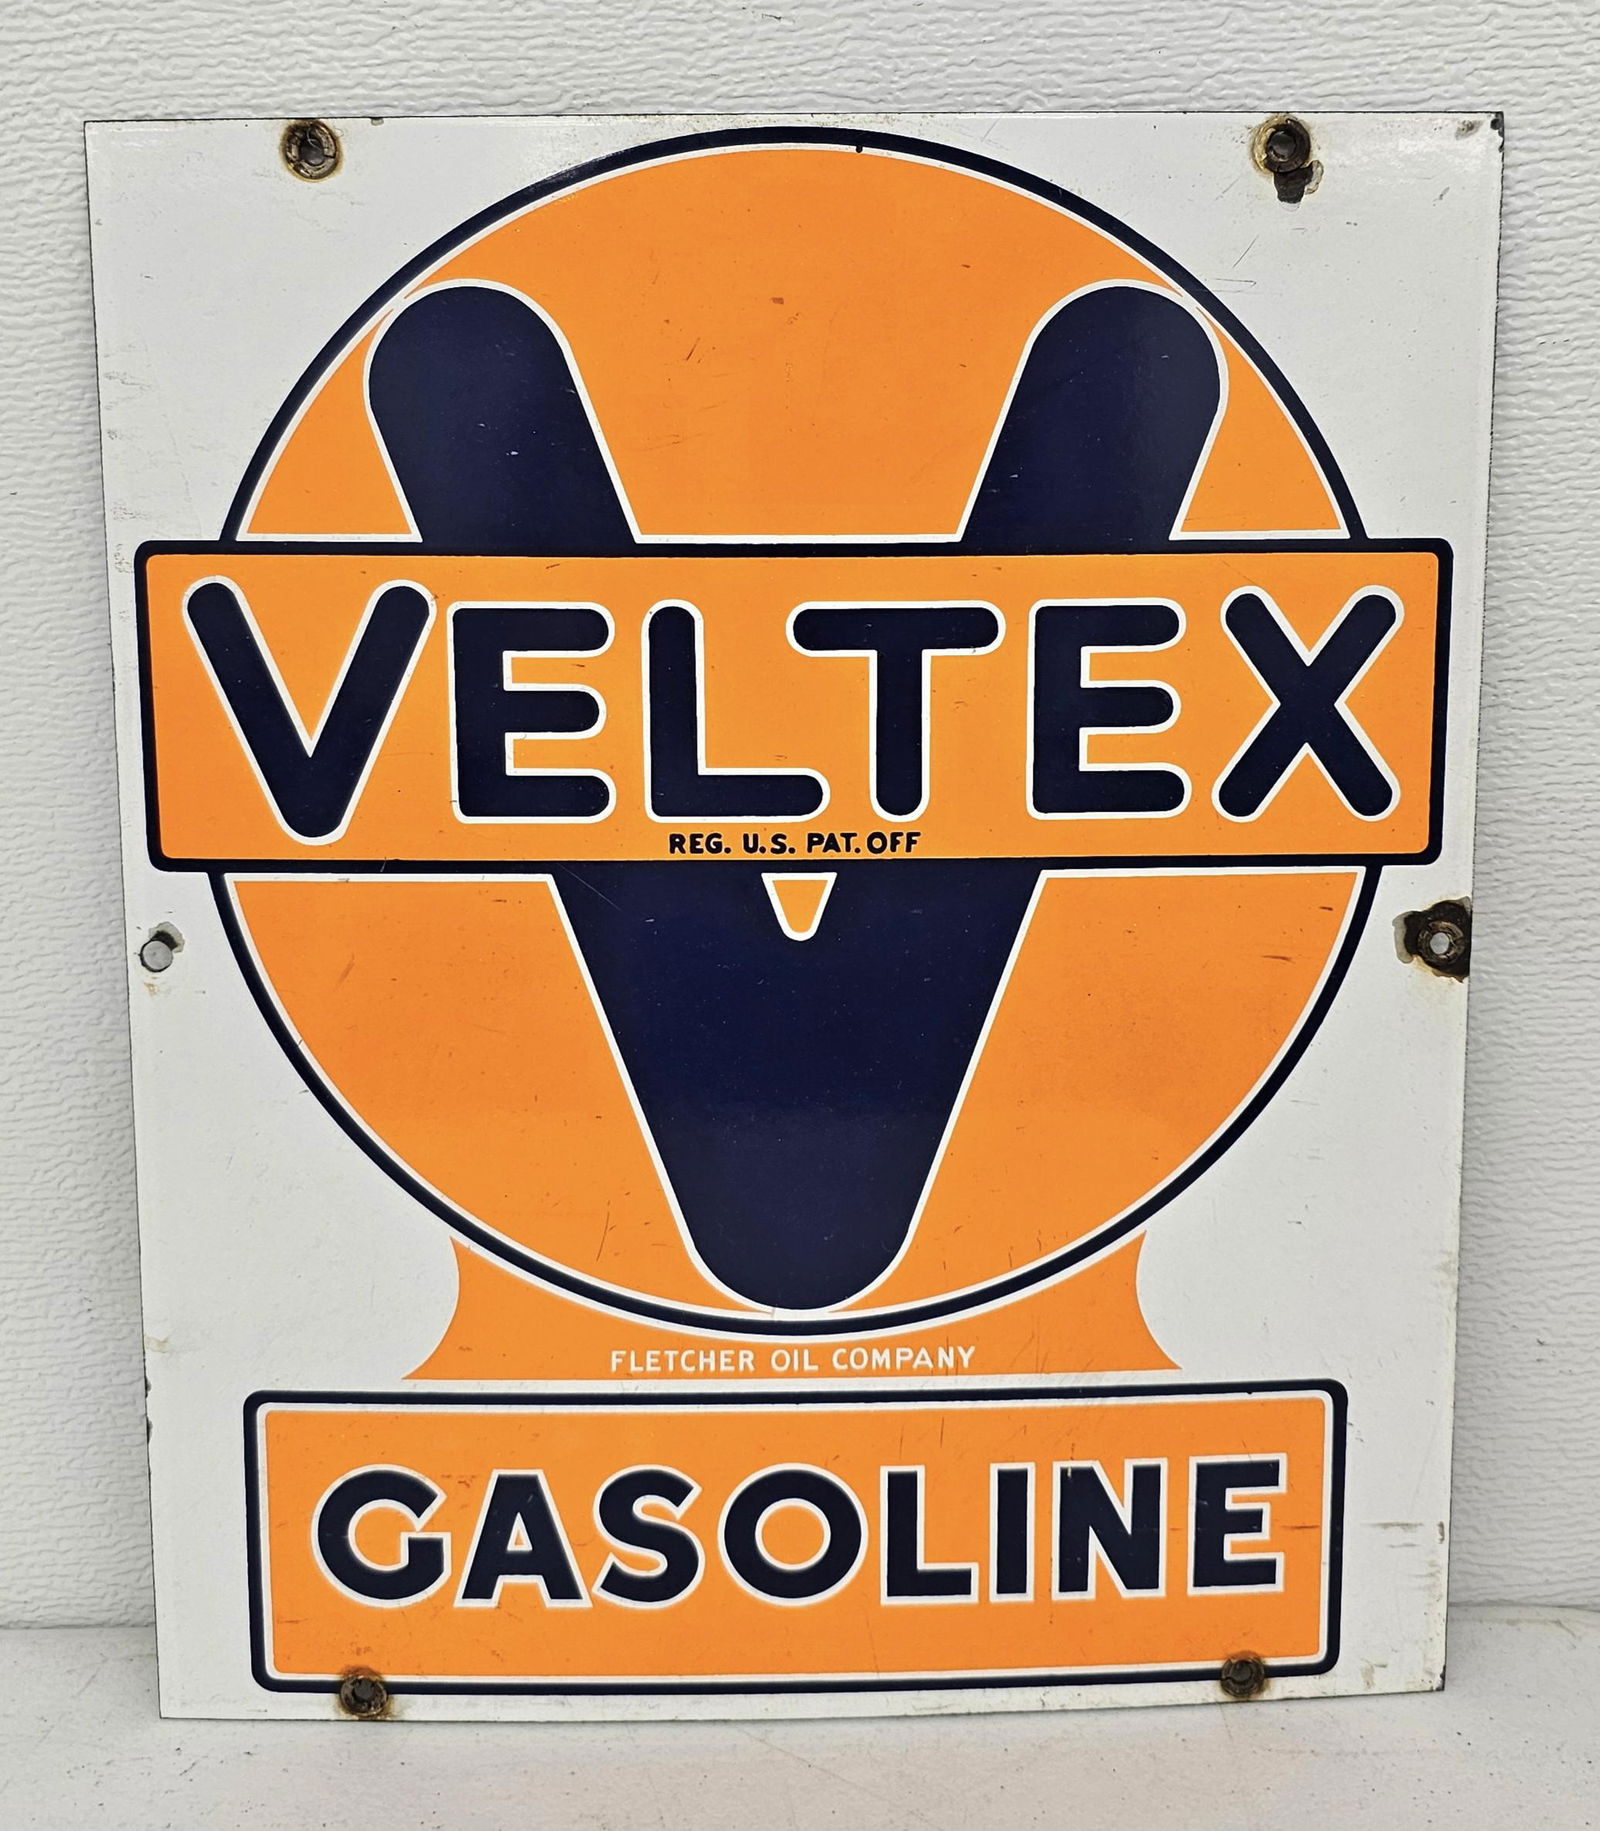 VELTEX
REG. U.S. PAT. OFF
FLETCHER OIL COMPANY
GASOLINE